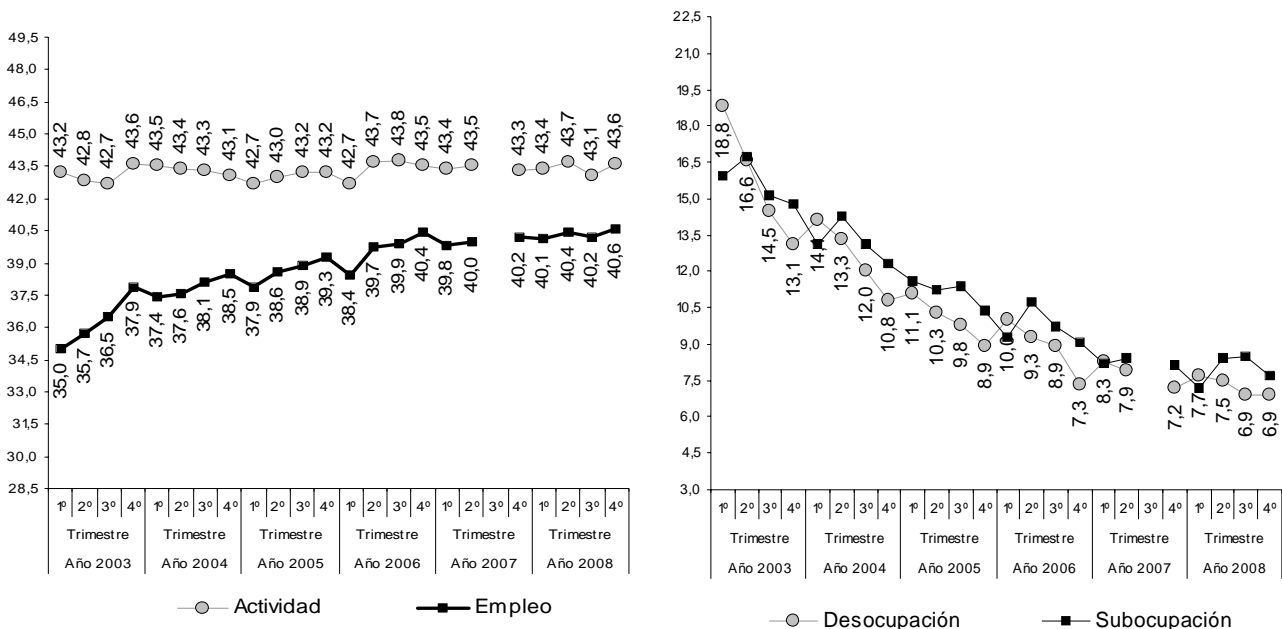 49,5
48,0
46,5
45,0
43,5
42,0
40,5
39,0
37,5
36,0
34,5
33,0
31,5
30,0
28,5
43,2 42,8 42,7 43,6 43,5 43,4 43,3 43,1 42,7 43,0 43,2 43,2 42,7 43,7 43,8 43,5 43,4 43,5 43,3 43,4 43,7 43,1 43,6
35,0 35,7 36,5 37,9 37,4 37,6 38,1 38,5 37,9 38,6 38,9 39,3 38,4 39,7 39,9 40,4 39,8 40,0 40,2 40,1 40,4 40,2 40,6
1º 2º 3º 4º 1º 2º 3º 4º 1º 2º 3º 4º 1º 2º 3º 4º 1º 2º 4º 1º 2º 3º 4º
Trimestre Trimestre Trimestre Trimestre Trimestre Trimestre
Año 2003 Año 2004 Año 2005 Año 2006 Año 2007 Año 2008
Actividad Empleo
22,5
21,0
19,5
18,0
16,5
15,0
13,5
12,0
10,5
9,0
7,5
6,0
4,5
3,0
18,8 16,6 14,5 13,1 13,3 12,0 10,8 11,1 10,3 9,8 8,9 10,0 9,3 8,9 7,3 8,3 7,9 7,2 7,7 7,5 6,9 6,9
1º 2º 3º 4º 1º 2º 3º 4º 1º 2º 3º 4º 1º 2º 3º 4º 1º 2º 4º 1º 2º 3º 4º
Trimestre Trimestre Trimestre Trimestre Trimestre Trimestre
Año 2003 Año 2004 Año 2005 Año 2006 Año 2007 Año 2008
Desocupación Subocupación